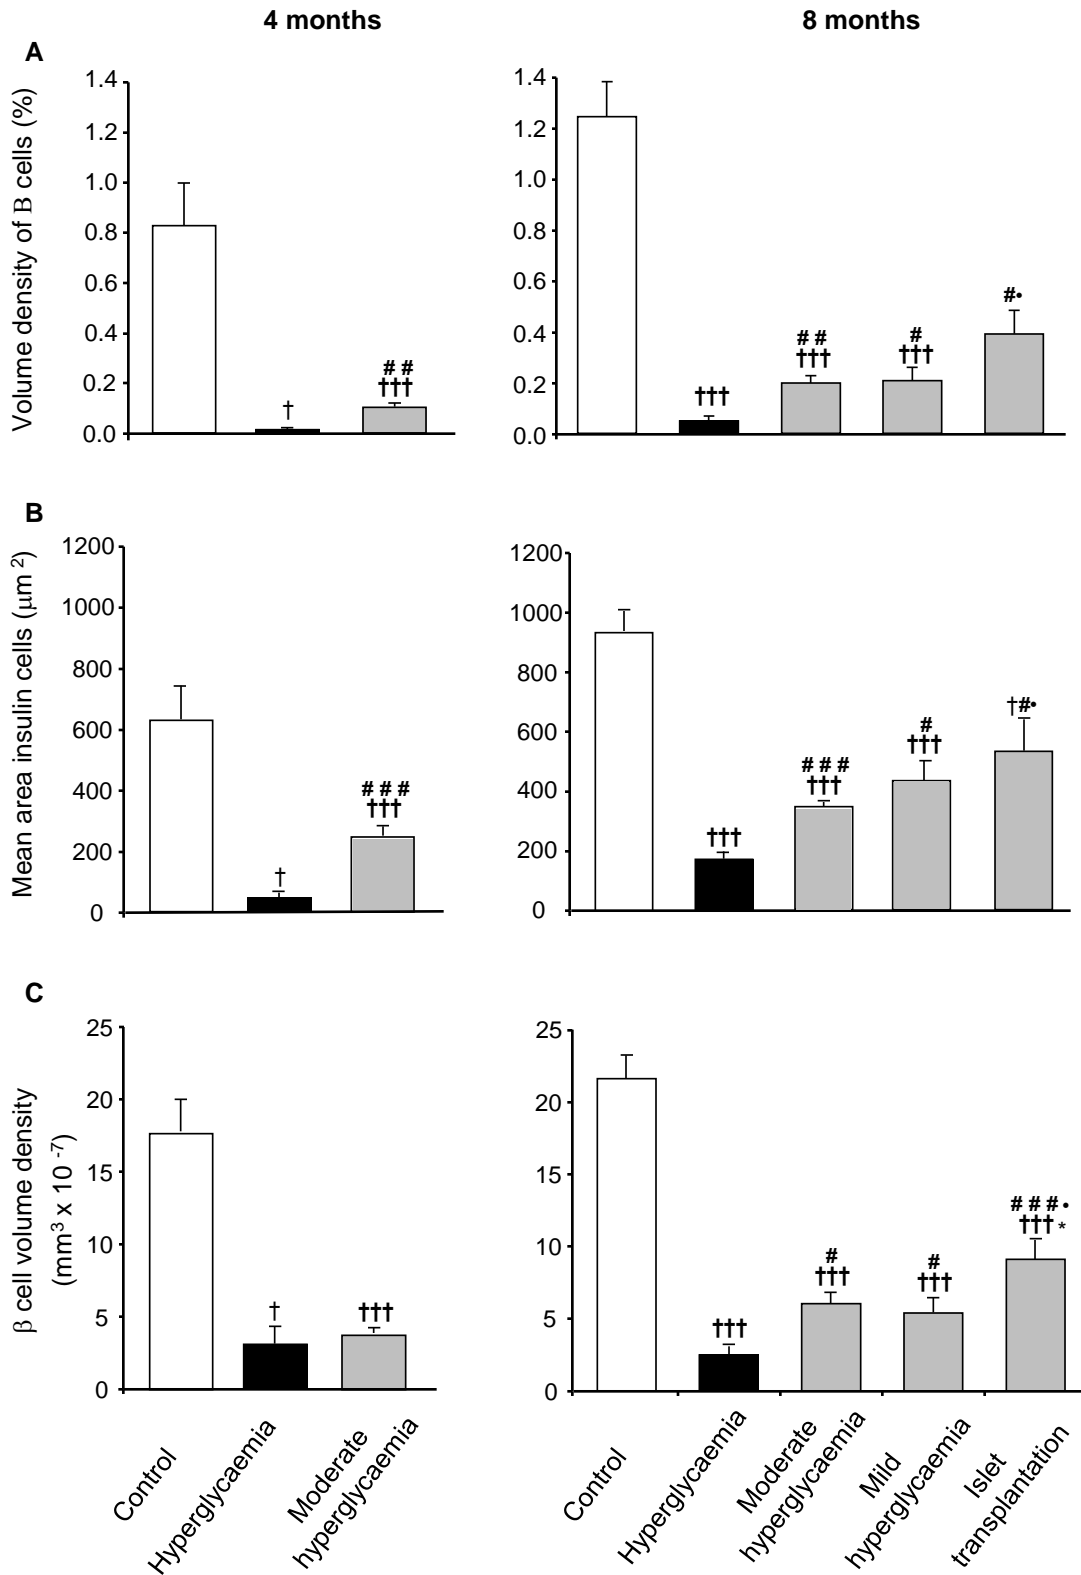 4 months
8 months
A
Volume density of B cells (%)
1.4
1.2
1.0
0.8
0.6
0.4
0.2
0.0
†
# #
†††
1.4
1.2
1.0
0.8
0.6
0.4
0.2
0.0
†††
# #
†††
#
†††
#•
B
Mean area insulin cells (μm²)
1200
1000
800
600
400
200
0
†
# # #
†††
1200
1000
800
600
400
200
0
†††
# # #
†††
#
†††
†#•
C
β cell volume density
(mm³ x 10⁻⁷)
25
20
15
10
5
0
†
†††
25
20
15
10
5
0
†††
#
†††
#
†††
# # # •
††† *
Control
Hyperglycaemia
Moderate
hyperglycaemia
Control
Hyperglycaemia
Moderate
hyperglycaemia
Mild
hyperglycaemia
Islet
transplantation